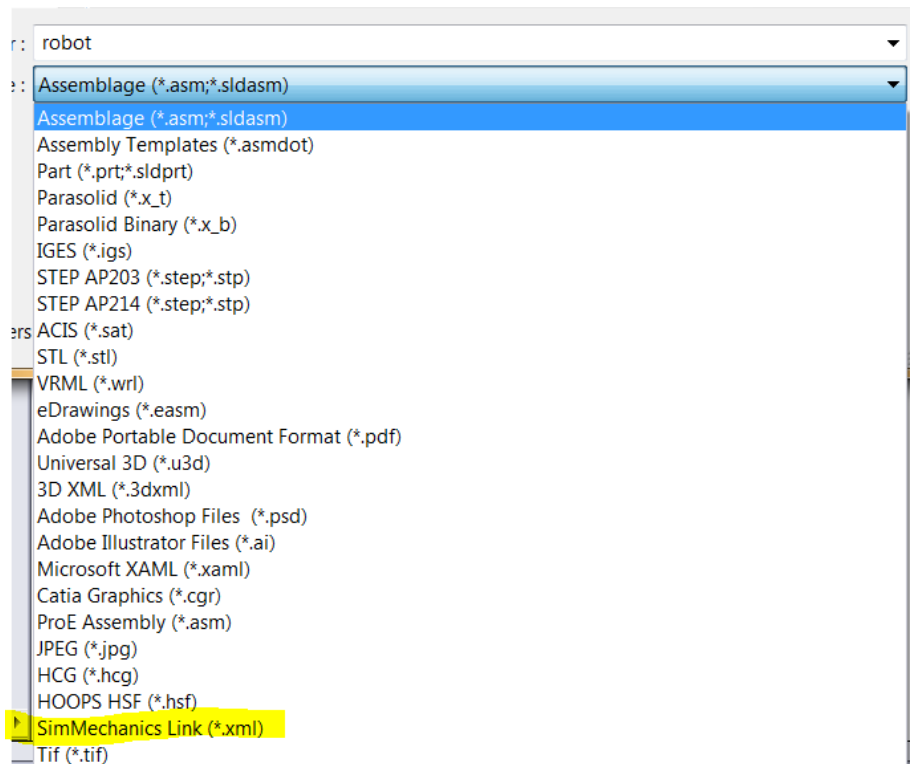 r : robot
e : Assemblage (*.asm;*.sldasm)
Assemblage (*.asm;*.sldasm)
Assembly Templates (*.asmdot)
Part (*.prt;*.sldprt)
Parasolid (*.x_t)
Parasolid Binary (*.x_b)
IGES (*.igs)
STEP AP203 (*.step;*.stp)
STEP AP214 (*.step;*.stp)
ers ACIS (*.sat)
STL (*.stl)
VRML (*.wrl)
eDrawings (*.easm)
Adobe Portable Document Format (*.pdf)
Universal 3D (*.u3d)
3D XML (*.3dxml)
Adobe Photoshop Files (*.psd)
Adobe Illustrator Files (*.ai)
Microsoft XAML (*.xaml)
Catia Graphics (*.cgr)
ProE Assembly (*.asm)
JPEG (*.jpg)
HCG (*.hcg)
HOOPS HSF (*.hsf)
SimMechanics Link (*.xml)
Tif (*.tif)